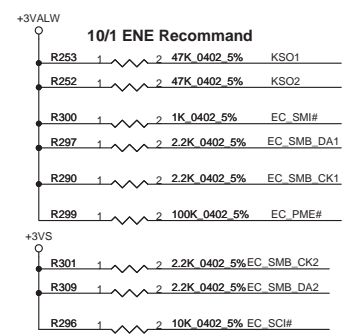 +3VALW
10/1 ENE Recommand
R253 1 2 47K_0402_5% KSO1
R252 1 2 47K_0402_5% KSO2
R300 1 2 1K_0402_5% EC_SMI#
R297 1 2 2.2K_0402_5% EC_SMB_DA1
R290 1 2 2.2K_0402_5% EC_SMB_CK1
R299 1 2 100K_0402_5% EC_PME#
+3VS
R301 1 2 2.2K_0402_5% EC_SMB_CK2
R309 1 2 2.2K_0402_5% EC_SMB_DA2
R296 1 2 10K_0402_5% EC_SCI#